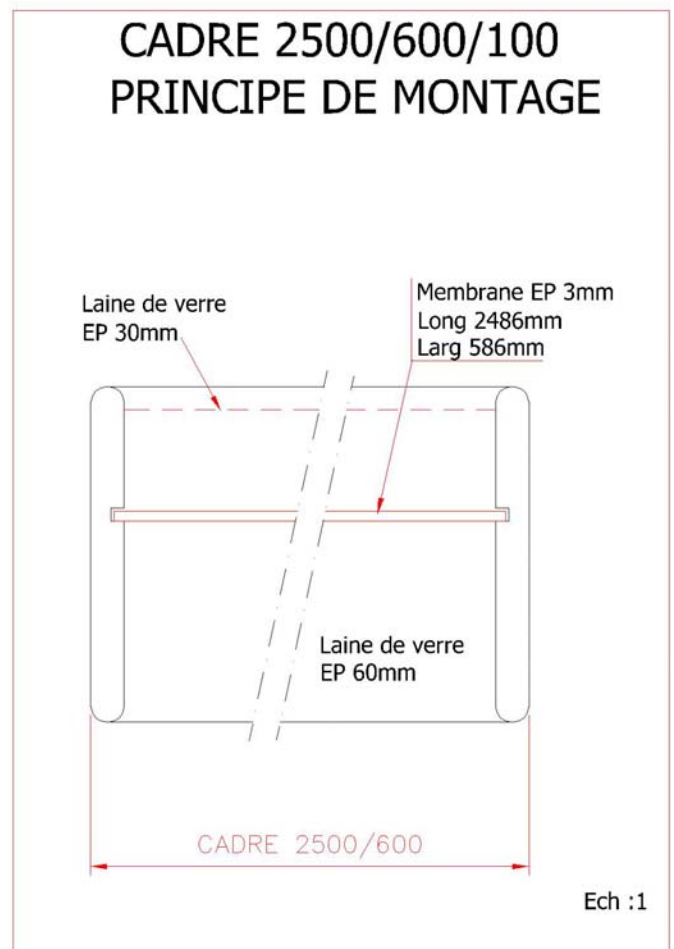 CADRE 2500/600/100
PRINCIPE DE MONTAGE
Laine de verre
EP 30mm
Membrane EP 3mm
Long 2486mm
Larg 586mm
Laine de verre
EP 60mm
CADRE 2500/600
Ech :1